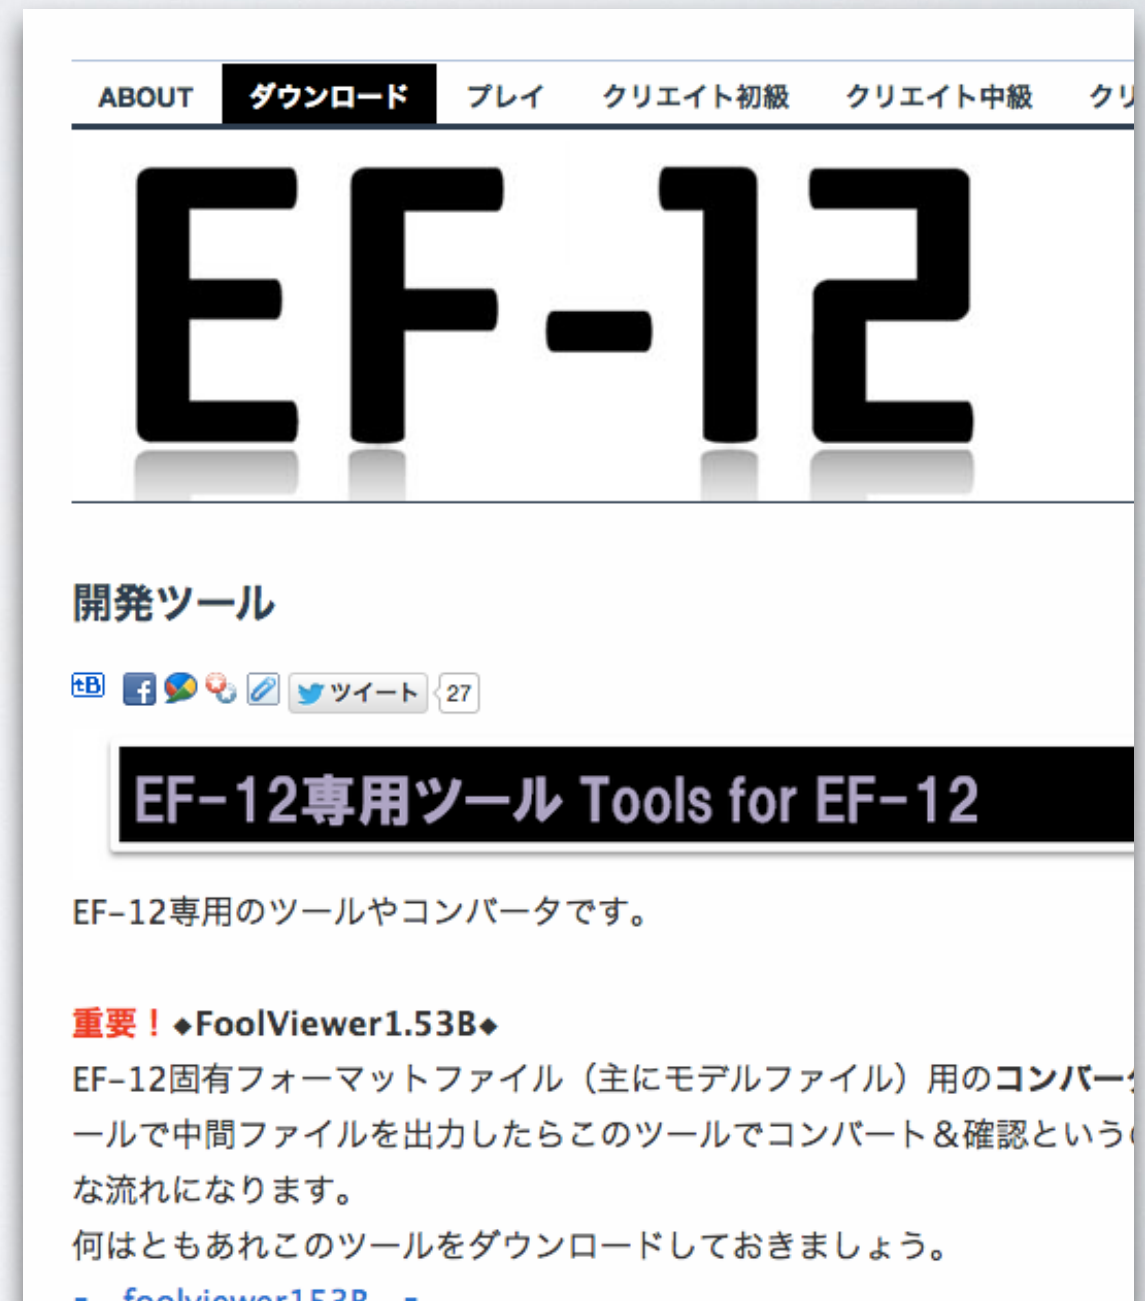 ABOUT ダウンロード プレイ クリエイト初級 クリエイト中級 クリ
EF-12
開発ツール
tB f ツイート 27
EF-12専用ツール Tools for EF-12
EF-12専用のツールやコンバータです。
重要！◆FoolViewer1.53B◆
EF-12固有フォーマットファイル（主にモデルファイル）用のコンバー
ールで中間ファイルを出力したらこのツールでコンバート＆確認という
な流れになります。
何はともあれこのツールをダウンロードしておきましょう。
foolviewer153B